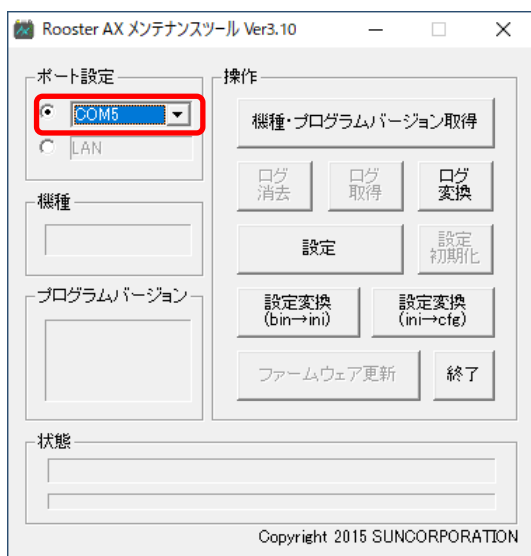 Rooster AX メンテナンスツール Ver3.10
ポート設定
COM5
LAN
機種
プログラムバージョン
操作
機種・プログラムバージョン取得
ログ
消去
ログ
取得
ログ
変換
設定
設定
初期化
設定変換
(bin→ini)
設定変換
(ini→cfg)
ファームウェア更新
終了
状態
Copyright 2015 SUNCORPORATION